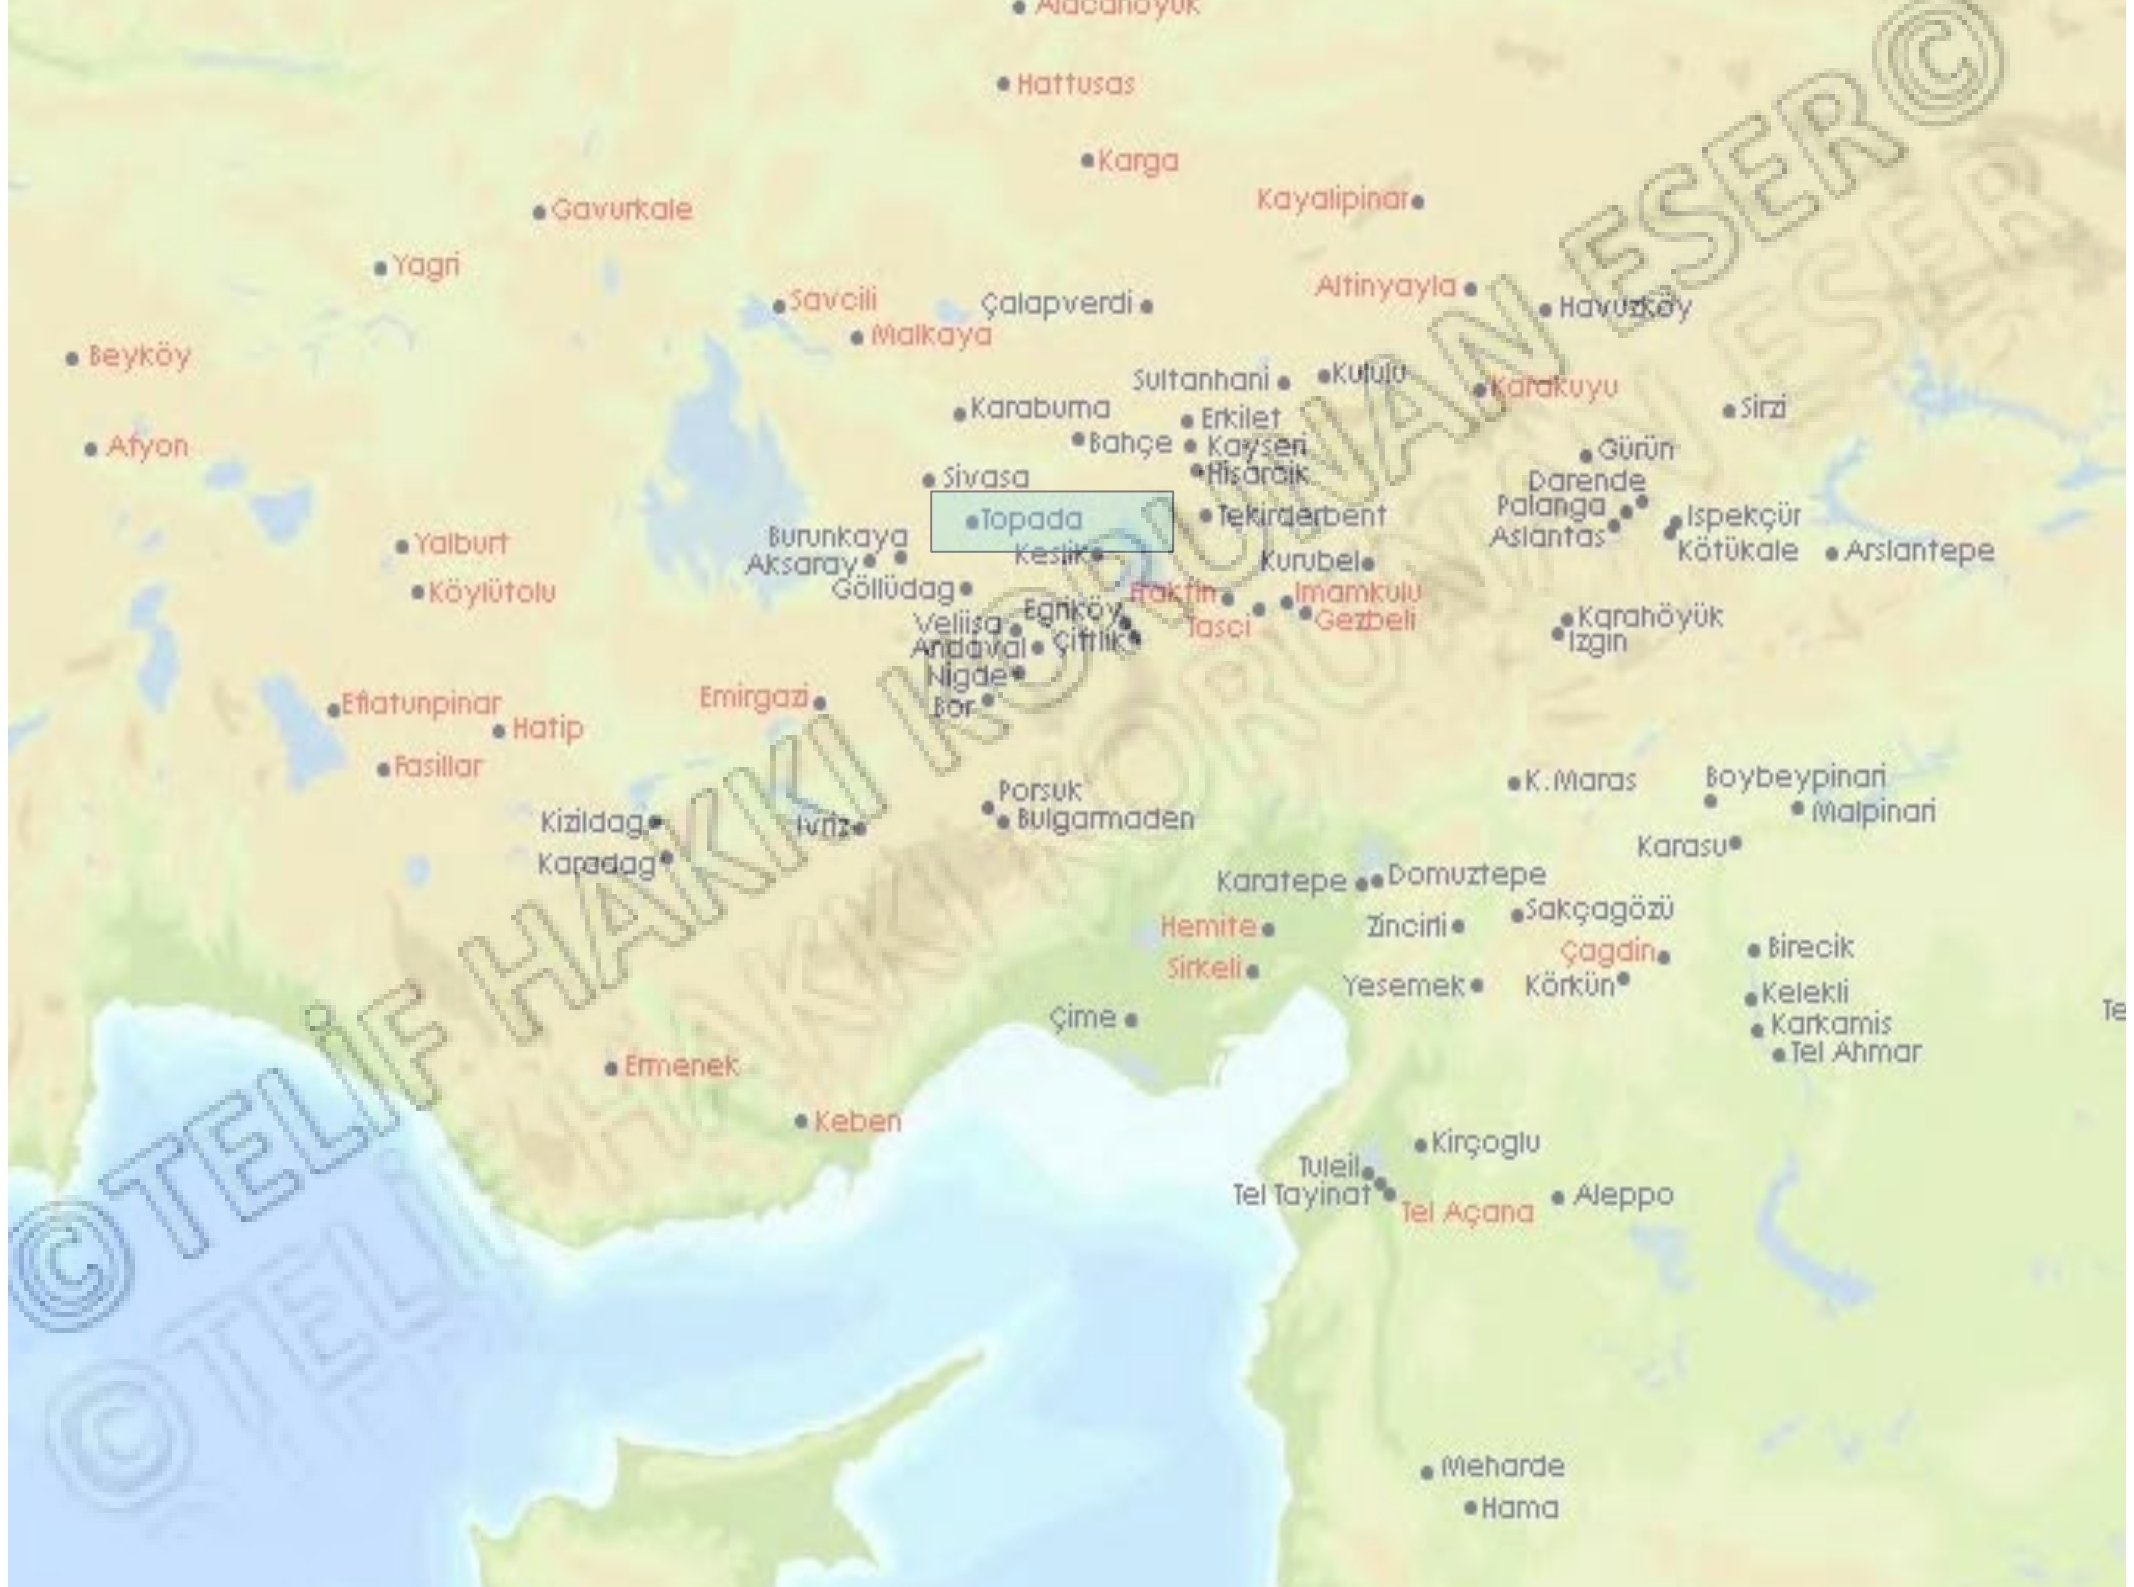 Alacahöyük
Hattusas
Karga
Kayalipinar
Gavurkale
Yagri
Savcili
Çalapverdi
Altinyayla
Havuzköy
Malkaya
Beyköy
Sultanhani
Kululu
Karakuyu
Karaburna
Erkilet
Sirzi
Afyon
Bahçe
Kayseri
Gürün
Hisarcik
Sivasa
Darende
Palanga
Topada
Tekirderbent
Ispekçür
Aslantas
Yalburt
Burunkaya
Keslik
Kötükale
Arslantepe
Aksaray
Kurubel
Köylütolu
Göllüdag
Fraktin
Imamkulu
Egriköy
Veliisa
Tasci
Gezbeli
Karahöyük
Andaval
Çiftlik
Izgin
Nigde
Eflatunpinar
Emirgazi
Bor
Hatip
Fasillar
Porsuk
K.Maras
Boybeypinari
Kizildag
Ivriz
Bulgarmaden
Malpinari
Karasu
Karadag
Karatepe
Domuztepe
Sakçagözü
Hemite
Zincirli
Çagdin
Birecik
Sirkeli
Yesemek
Körkün
Kelekli
Çime
Karkamis
Te
Tel Ahmar
Ermenek
Keben
Kirçoglu
Tuleil
Tel Tayinat
Aleppo
Tel Açana
Meharde
Hama
©TELİF HAKKI KORUNAN ESER©
©TELİF HAKKI KORUNAN ESER